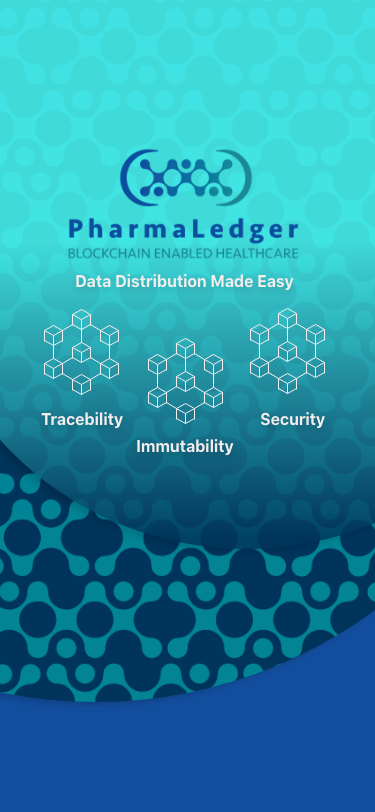 PharmaLedger
BLOCKCHAIN ENABLED HEALTHCARE
Data Distribution Made Easy
Tracebility
Security
Immutability